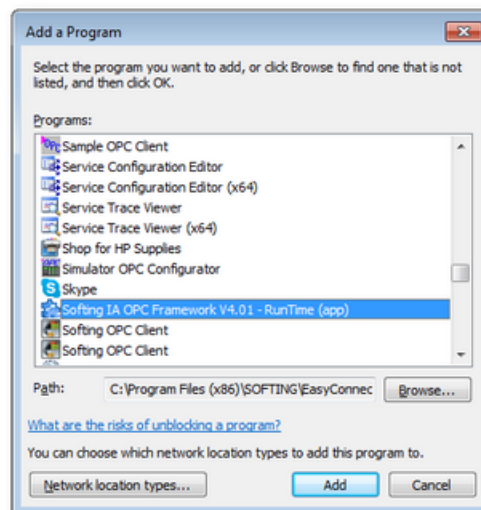 Add a Program
Select the program you want to add, or click Browse to find one that is not
listed, and then click OK.
Programs:
Sample OPC Client
Service Configuration Editor
Service Configuration Editor (x64)
Service Trace Viewer
Service Trace Viewer (x64)
Shop for HP Supplies
Simulator OPC Configurator
Skype
Softing IA OPC Framework V4.01 - RunTime (app)
Softing OPC Client
Softing OPC Client
Path: C:\Program Files (x86)\SOFTING\EasyConnec Browse...
What are the risks of unblocking a program?
You can choose which network location types to add this program to.
Network location types... Add Cancel